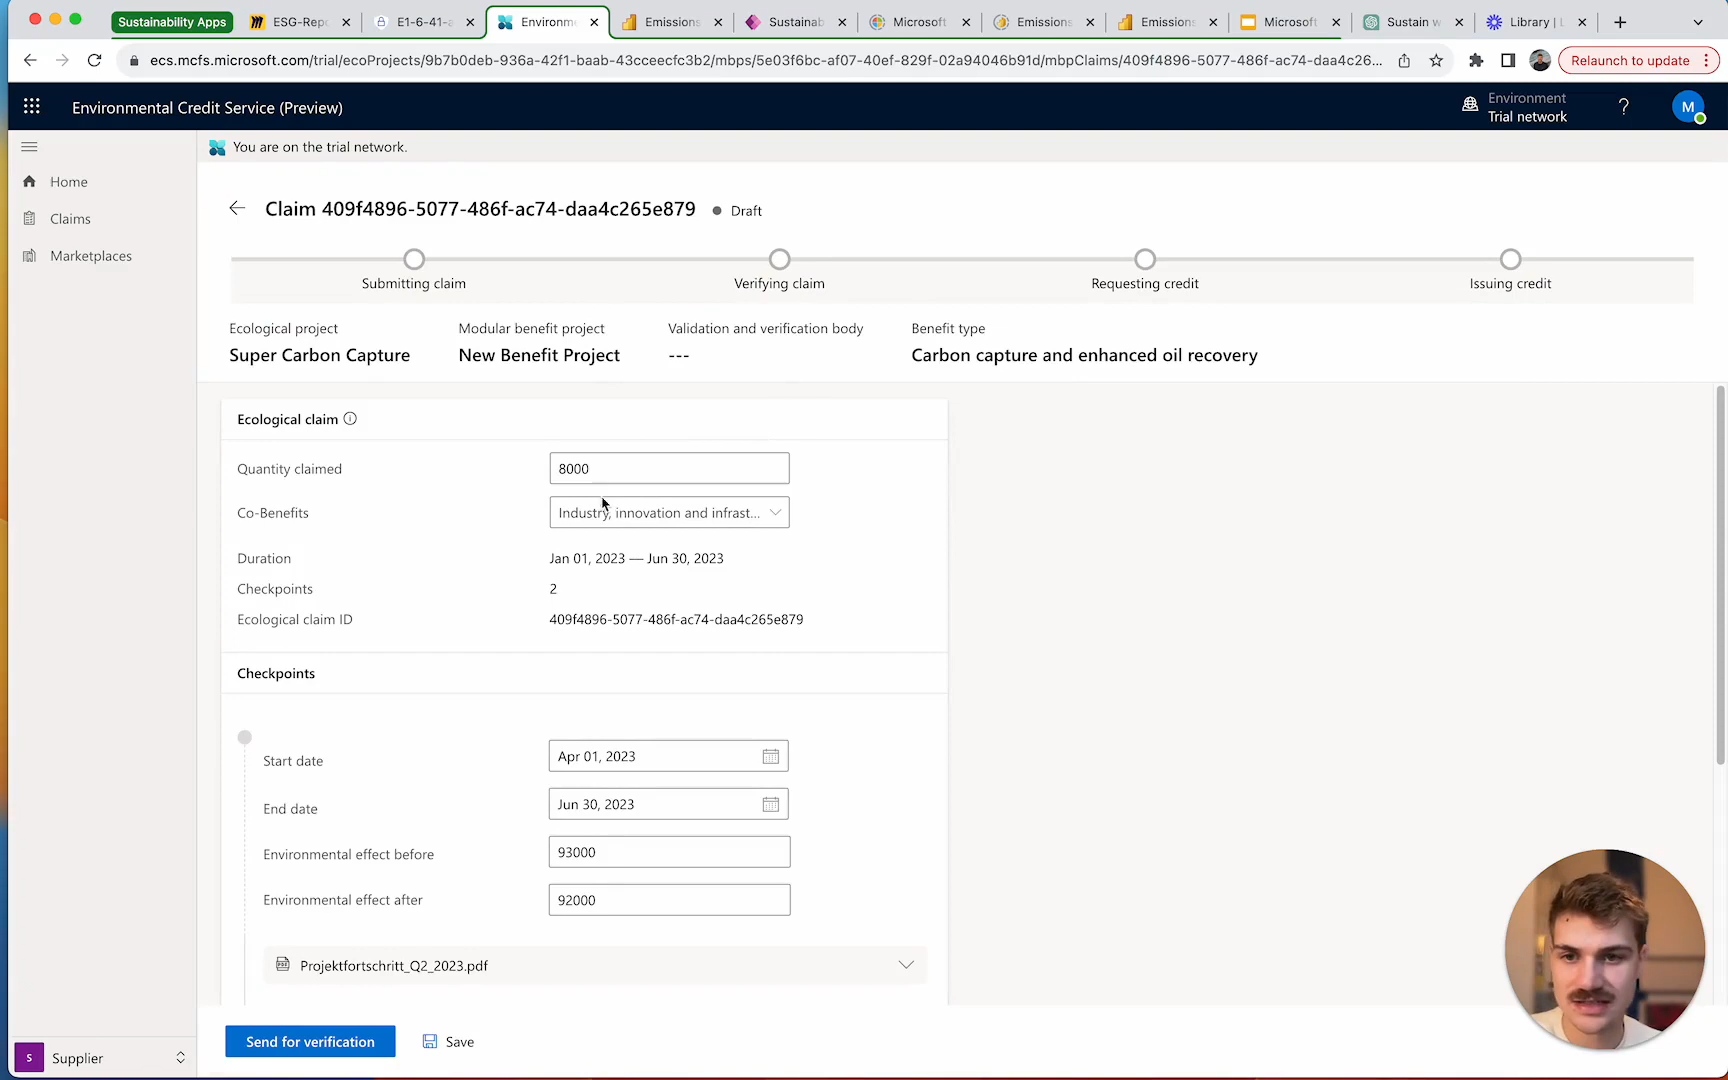 Sustainability Apps
ESG-Rep
E1-6-41-a
Environme
Emissions
Sustainab
Microsoft
Emissions
Emissions
Microsoft
Sustain w
Library | L
ecs.mcfs.microsoft.com/trial/ecoProjects/9b7b0deb-936a-42f1-baab-43cceecfc3b2/mbps/5e03f6bc-af07-40ef-829f-02a94046b91d/mbpClaims/409f4896-5077-486f-ac74-daa4c26...
Relaunch to update
Environmental Credit Service (Preview)
Environment
Trial network
?
M
You are on the trial network.
Home
Claims
Marketplaces
Claim 409f4896-5077-486f-ac74-daa4c265e879
Draft
Submitting claim
Verifying claim
Requesting credit
Issuing credit
Ecological project
Modular benefit project
Validation and verification body
Benefit type
Super Carbon Capture
New Benefit Project
---
Carbon capture and enhanced oil recovery
Ecological claim
Quantity claimed 8000
Co-Benefits Industry, innovation and infrast...
Duration Jan 01, 2023 — Jun 30, 2023
Checkpoints 2
Ecological claim ID 409f4896-5077-486f-ac74-daa4c265e879
Checkpoints
Start date Apr 01, 2023
End date Jun 30, 2023
Environmental effect before 93000
Environmental effect after 92000
Projektfortschritt_Q2_2023.pdf
Send for verification
Save
S
Supplier